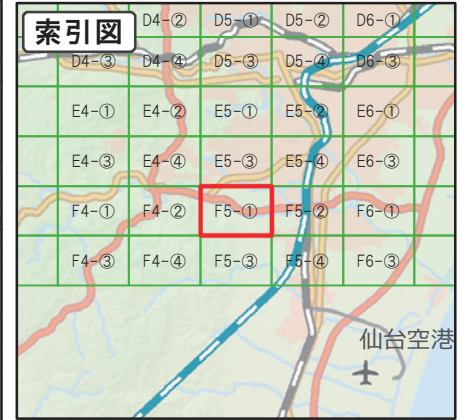 索引図
D4-② D5-① D5-② D6-①
D4-③ D4-④ D5-③ D5-④ D6-③
E4-① E4-② E5-① E5-② E6-①
E4-③ E4-④ E5-③ E5-④ E6-③
F4-① F4-② F5-① F5-② F6-①
F4-③ F4-④ F5-③ F5-④ F6-③
仙台空港